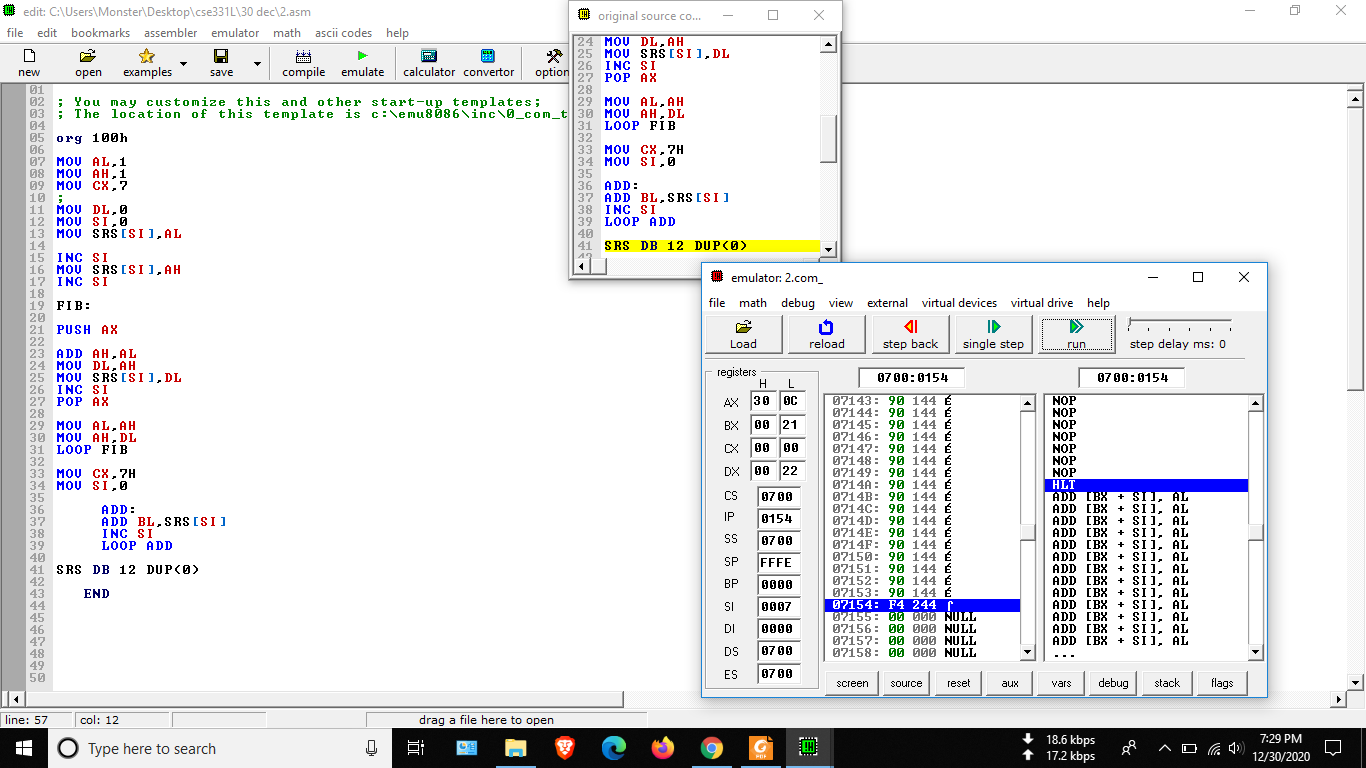 edit: C:\Users\Monster\Desktop\cse331L\30 dec\2.asm
file edit bookmarks assembler emulator math ascii codes help
new open examples save compile emulate calculator convertor option
01
02 ; You may customize this and other start-up templates;
03 ; The location of this template is c:\emu8086\inc\0_com_t
04
05 org 100h
06
07 MOV AL,1
08 MOV AH,1
09 MOV CX,7
10 ;
11 MOV DL,0
12 MOV SI,0
13 MOV SRS[SI],AL
14
15 INC SI
16 MOV SRS[SI],AH
17 INC SI
18
19 FIB:
20
21 PUSH AX
22
23 ADD AH,AL
24 MOV DL,AH
25 MOV SRS[SI],DL
26 INC SI
27 POP AX
28
29 MOV AL,AH
30 MOV AH,DL
31 LOOP FIB
32
33 MOV CX,7H
34 MOV SI,0
35
36 ADD:
37 ADD BL,SRS[SI]
38 INC SI
39 LOOP ADD
40
41 SRS DB 12 DUP(0)
42
43 END
44
45
46
47
48
49
50
line: 57 col: 12 drag a file here to open
original source co...
24 MOV DL,AH
25 MOV SRS[SI],DL
26 INC SI
27 POP AX
28
29 MOV AL,AH
30 MOV AH,DL
31 LOOP FIB
32
33 MOV CX,7H
34 MOV SI,0
35
36 ADD:
37 ADD BL,SRS[SI]
38 INC SI
39 LOOP ADD
40
41 SRS DB 12 DUP(0)
42
emulator: 2.com_
file math debug view external virtual devices virtual drive help
Load reload step back single step run step delay ms: 0
registers
H L
AX 30 0C
BX 00 21
CX 00 00
DX 00 22
CS 0700
IP 0154
SS 0700
SP FFFE
BP 0000
SI 0007
DI 0000
DS 0700
ES 0700
0700:0154
07143: 90 144 É
07144: 90 144 É
07145: 90 144 É
07146: 90 144 É
07147: 90 144 É
07148: 90 144 É
07149: 90 144 É
0714A: 90 144 É
0714B: 90 144 É
0714C: 90 144 É
0714D: 90 144 É
0714E: 90 144 É
0714F: 90 144 É
07150: 90 144 É
07151: 90 144 É
07152: 90 144 É
07153: 90 144 É
07154: F4 244 ⌠
07155: 00 000 NULL
07156: 00 000 NULL
07157: 00 000 NULL
07158: 00 000 NULL
0700:0154
NOP
NOP
NOP
NOP
NOP
NOP
NOP
HLT
ADD [BX + SI], AL
ADD [BX + SI], AL
ADD [BX + SI], AL
ADD [BX + SI], AL
ADD [BX + SI], AL
ADD [BX + SI], AL
ADD [BX + SI], AL
ADD [BX + SI], AL
ADD [BX + SI], AL
ADD [BX + SI], AL
ADD [BX + SI], AL
ADD [BX + SI], AL
ADD [BX + SI], AL
...
screen source reset aux vars debug stack flags
Type here to search
18.6 kbps
17.2 kbps
7:29 PM
12/30/2020